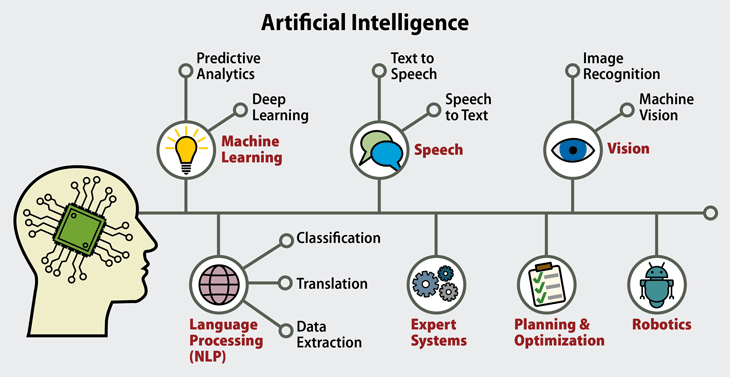 Artificial Intelligence
Predictive
Analytics
Deep
Learning
Machine
Learning
Text to
Speech
Speech
to Text
Speech
Image
Recognition
Machine
Vision
Vision
Classification
Translation
Data
Extraction
Language
Processing
(NLP)
Expert
Systems
Planning &
Optimization
Robotics